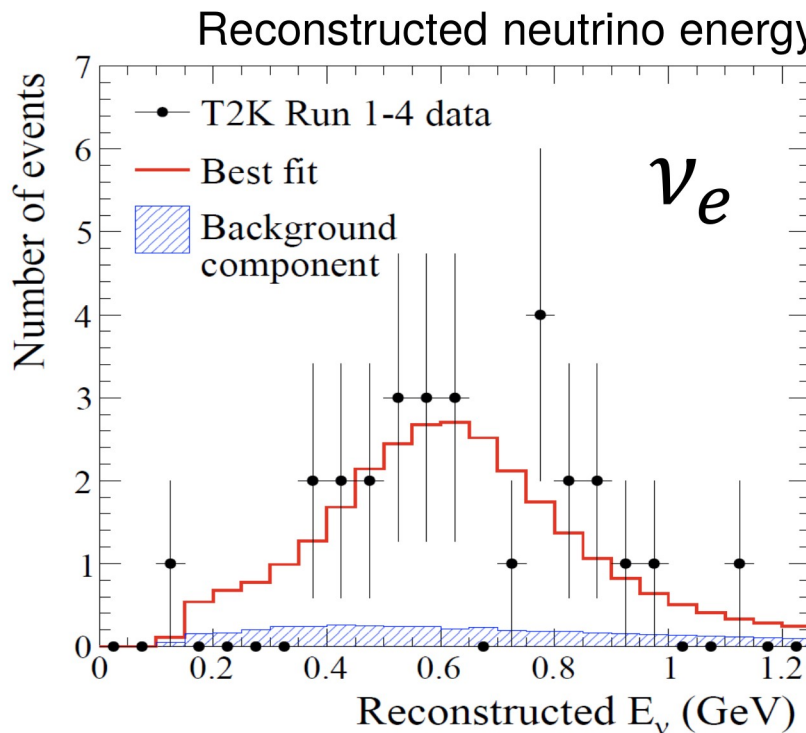 Reconstructed neutrino energy
7
6
5
4
3
2
1
0
Number of events
T2K Run 1-4 data
Best fit
Background
component
νe
0 0.2 0.4 0.6 0.8 1 1.2
Reconstructed Eν (GeV)